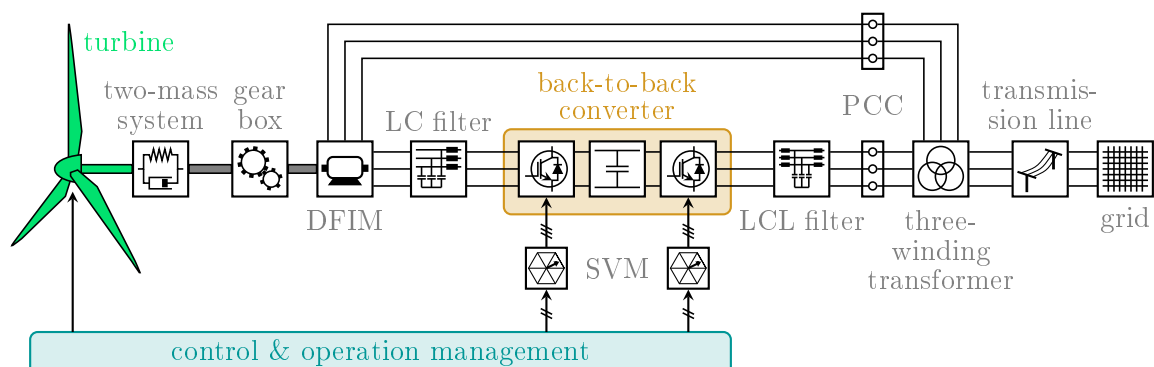 turbine
two-mass
system
gear
box
DFIM
LC filter
back-to-back
converter
PCC
transmis-
sion line
LCL filter
three-
winding
transformer
grid
SVM
control & operation management